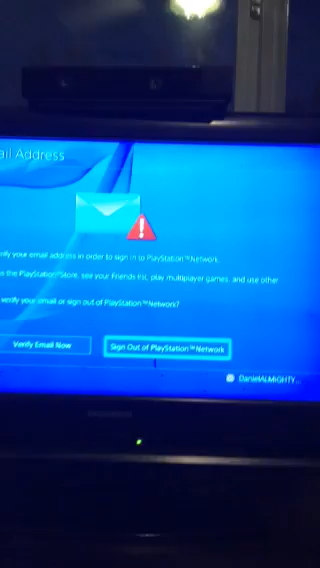 ail Address
rify your email address in order to sign in to PlayStation™Network.
s the PlayStation™Store, see your Friends list, play multiplayer games, and use other
verify your email or sign out of PlayStation™Network?
Verify Email Now
Sign Out of PlayStation™Network
DanielALMIGHTY...